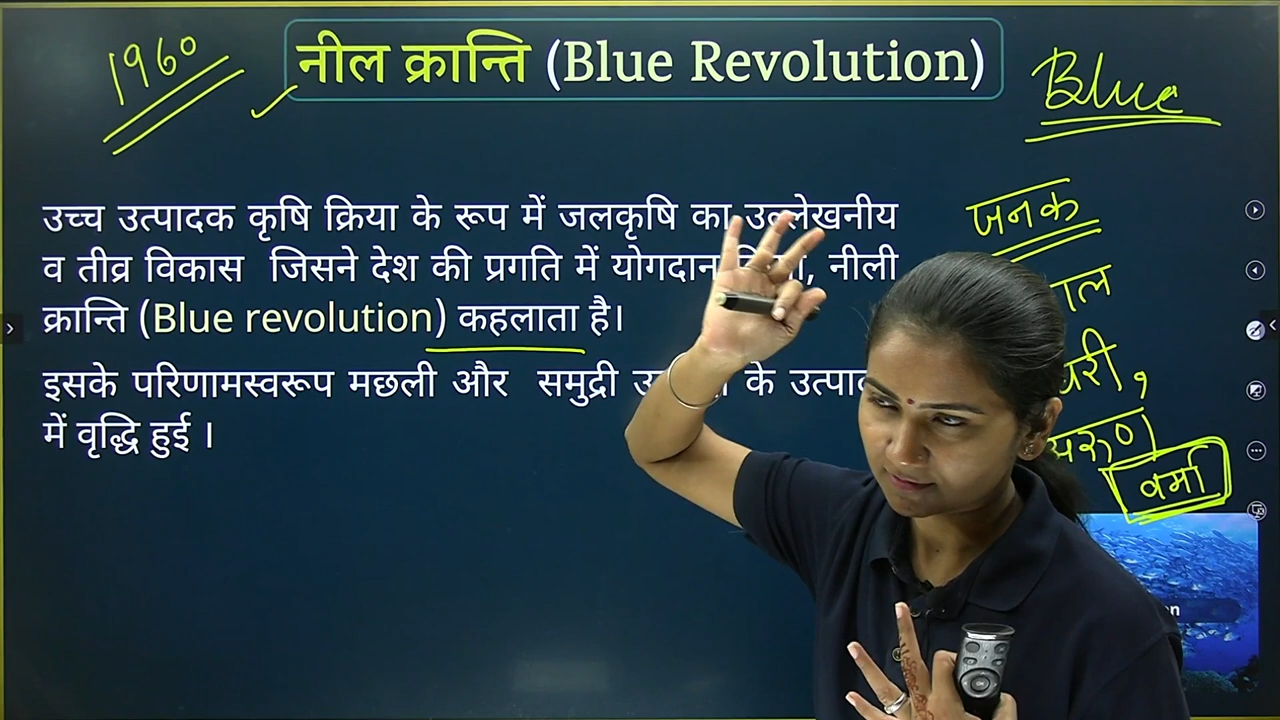 1960
नील क्रान्ति (Blue Revolution)
Blue
उच्च उत्पादक कृषि क्रिया के रूप में जलकृषि का उल्लेखनीय
व तीव्र विकास जिसने देश की प्रगति में योगदान नीली
क्रान्ति (Blue revolution) कहलाता है।
इसके परिणामस्वरूप मछली और समुद्री के
में वृद्धि हुई ।
जनक
वर्मा